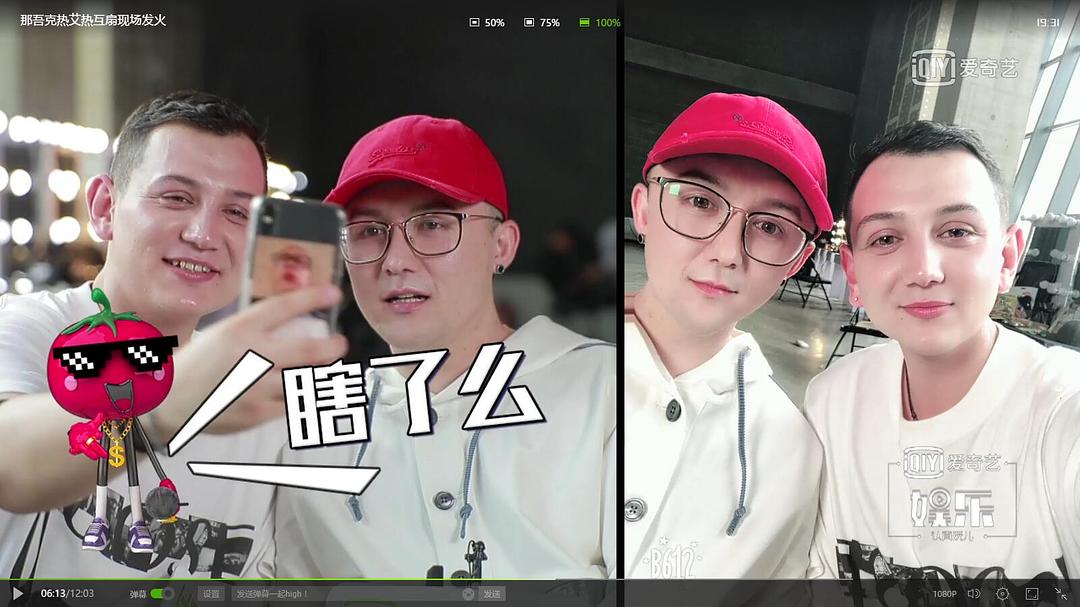 那吾克热艾热互扇现场发火
50%
75%
100%
19:31
iQIY 爱奇艺
瞎了么
$
iQIY 爱奇艺
娱乐
认真玩儿
B612
06:13/12:03
弹幕
设置
发送弹幕一起high！
发送
1080P